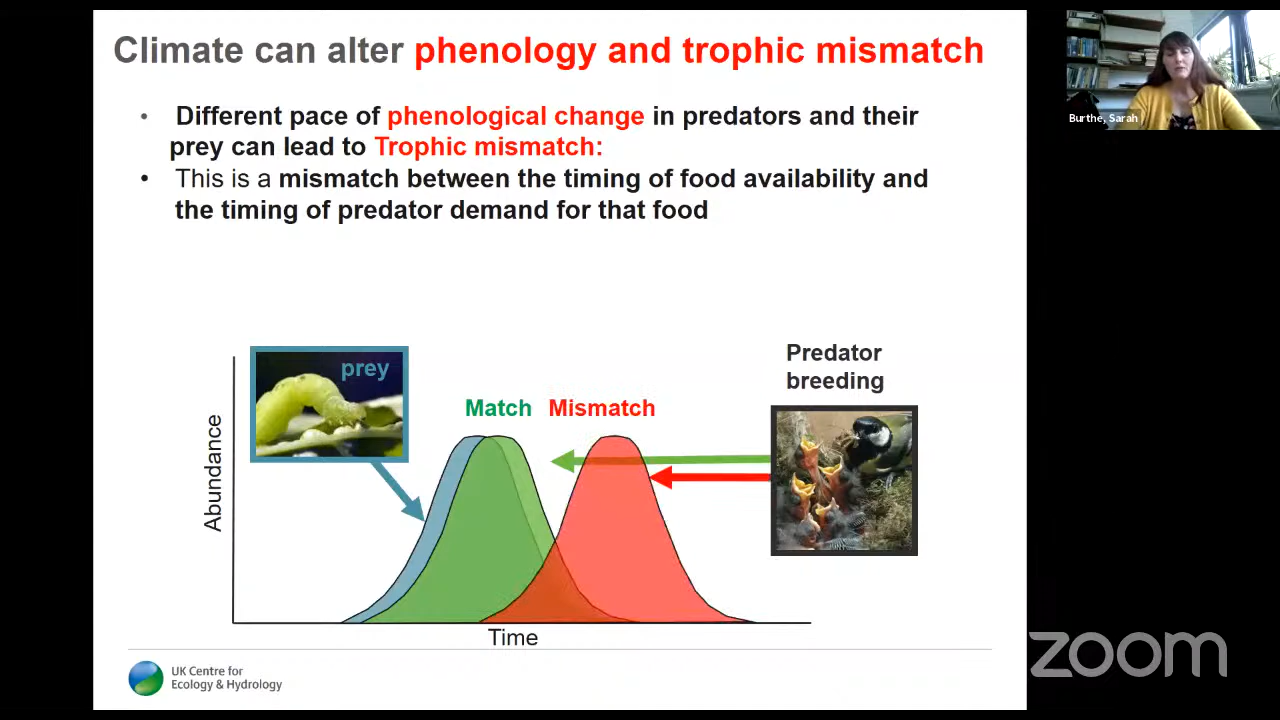 Climate can alter phenology and trophic mismatch
Burthe, Sarah
• Different pace of phenological change in predators and their
prey can lead to Trophic mismatch:
• This is a mismatch between the timing of food availability and
the timing of predator demand for that food
prey
Predator
breeding
Match Mismatch
Abundance
Time
UK Centre for
Ecology & Hydrology
zoom